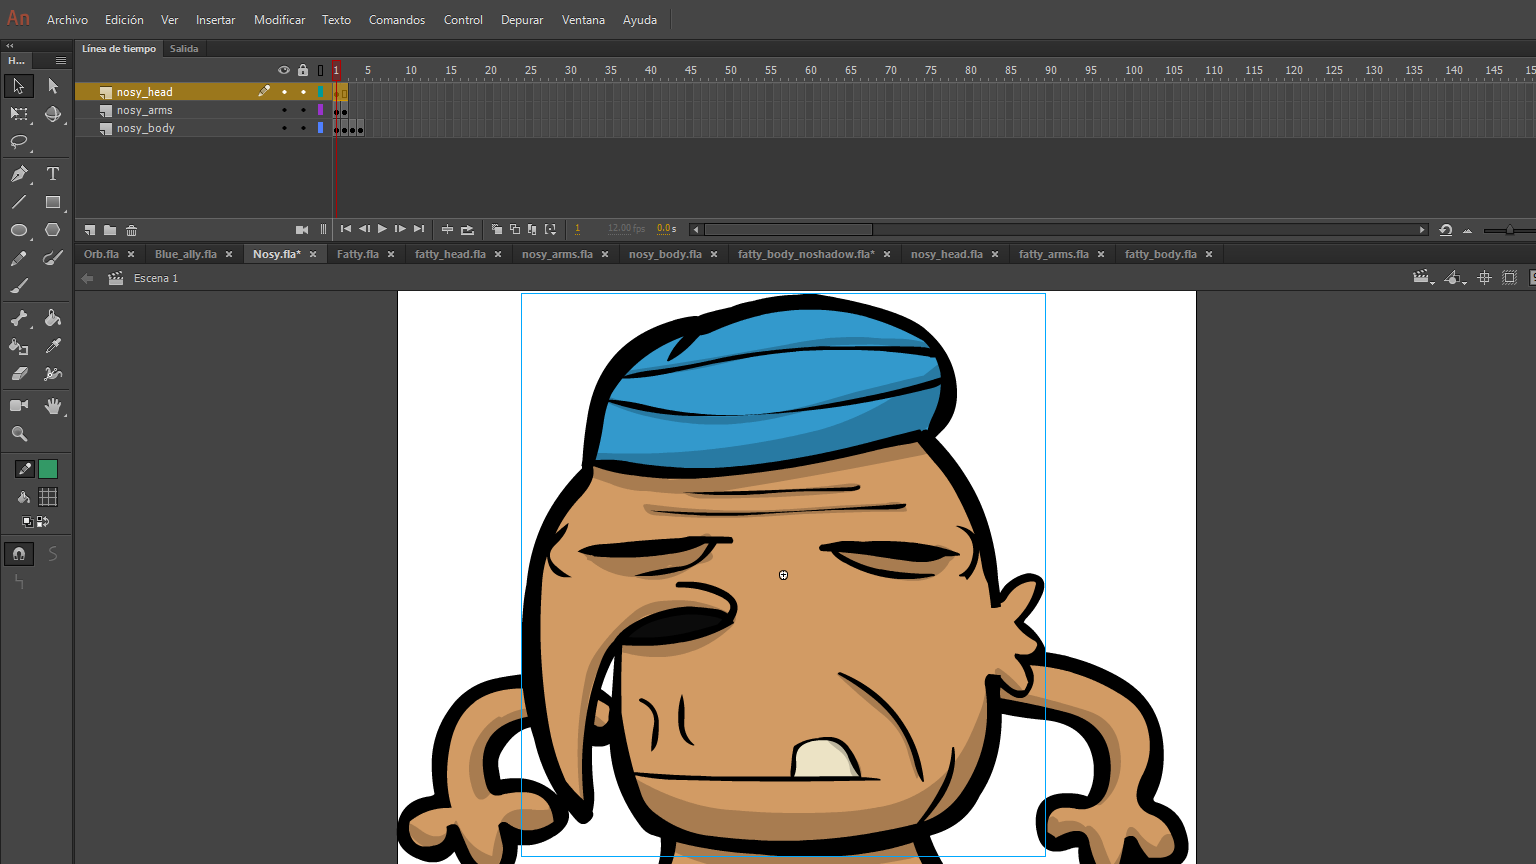 An Archivo Edición Ver Insertar Modificar Texto Comandos Control Depurar Ventana Ayuda
H... Línea de tiempo Salida
1 5 10 15 20 25 30 35 40 45 50 55 60 65 70 75 80 85 90 95 100 105 110 115 120 125 130 135 140 145
nosy_head
nosy_arms
nosy_body
1 12.00 fps 0.0 s
Orb.fla Blue_ally.fla Nosy.fla* Fatty.fla fatty_head.fla nosy_arms.fla nosy_body.fla fatty_body_noshadow.fla* nosy_head.fla fatty_arms.fla fatty_body.fla
Escena 1